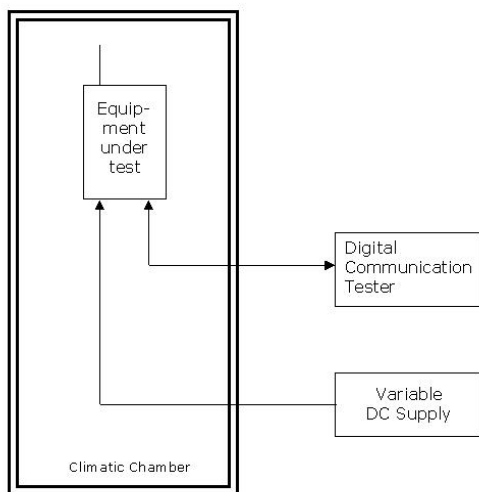 Equip-
ment
under
test
Digital
Communication
Tester
Variable
DC Supply
Climatic Chamber